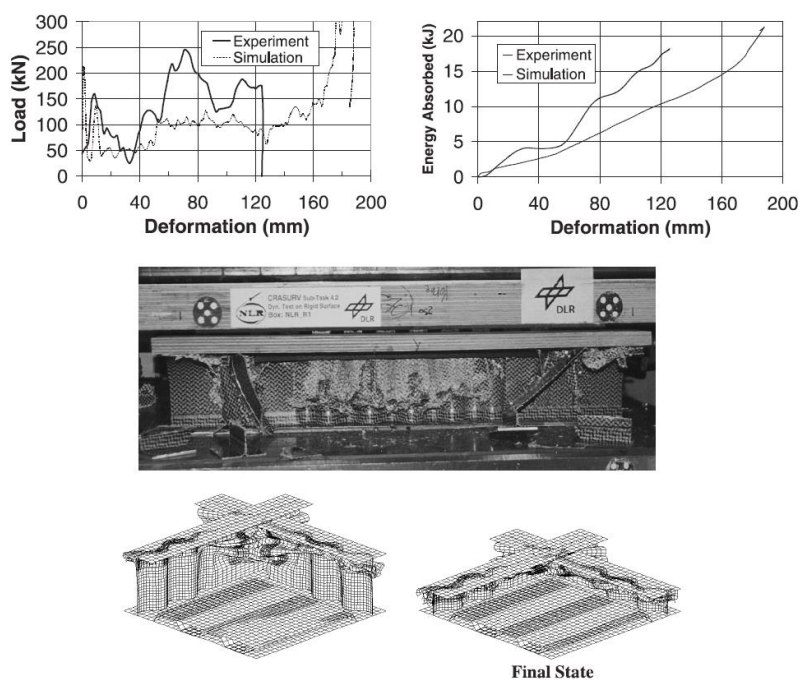 300
250
200
150
100
50
0
Load (kN)
Experiment
Simulation
0 40 80 120 160 200
Deformation (mm)
20
15
10
5
0
Energy Absorbed (kJ)
Experiment
Simulation
0 40 80 120 160 200
Deformation (mm)
CRASURV Sub-Task 4.2
Dyn. Test on Rigid Surface
Box: NLR_R1
NLR
DLR
DLR
Final State